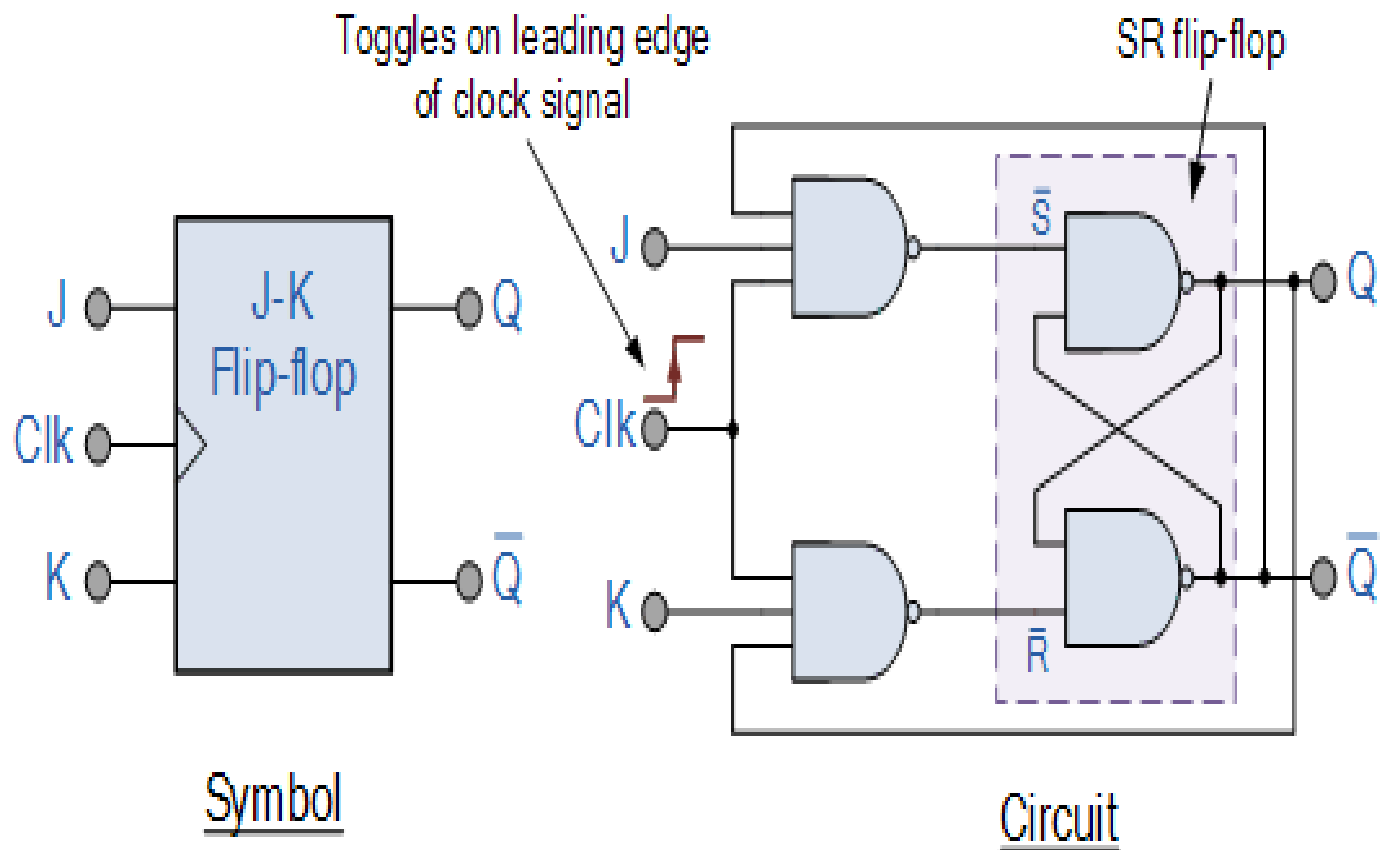 Toggles on leading edge
of clock signal
SR flip-flop
J
J-K
Flip-flop
Q
Clk
K
Q̅
Symbol
J
S̅
Q
Clk
K
R̅
Q̅
Circuit